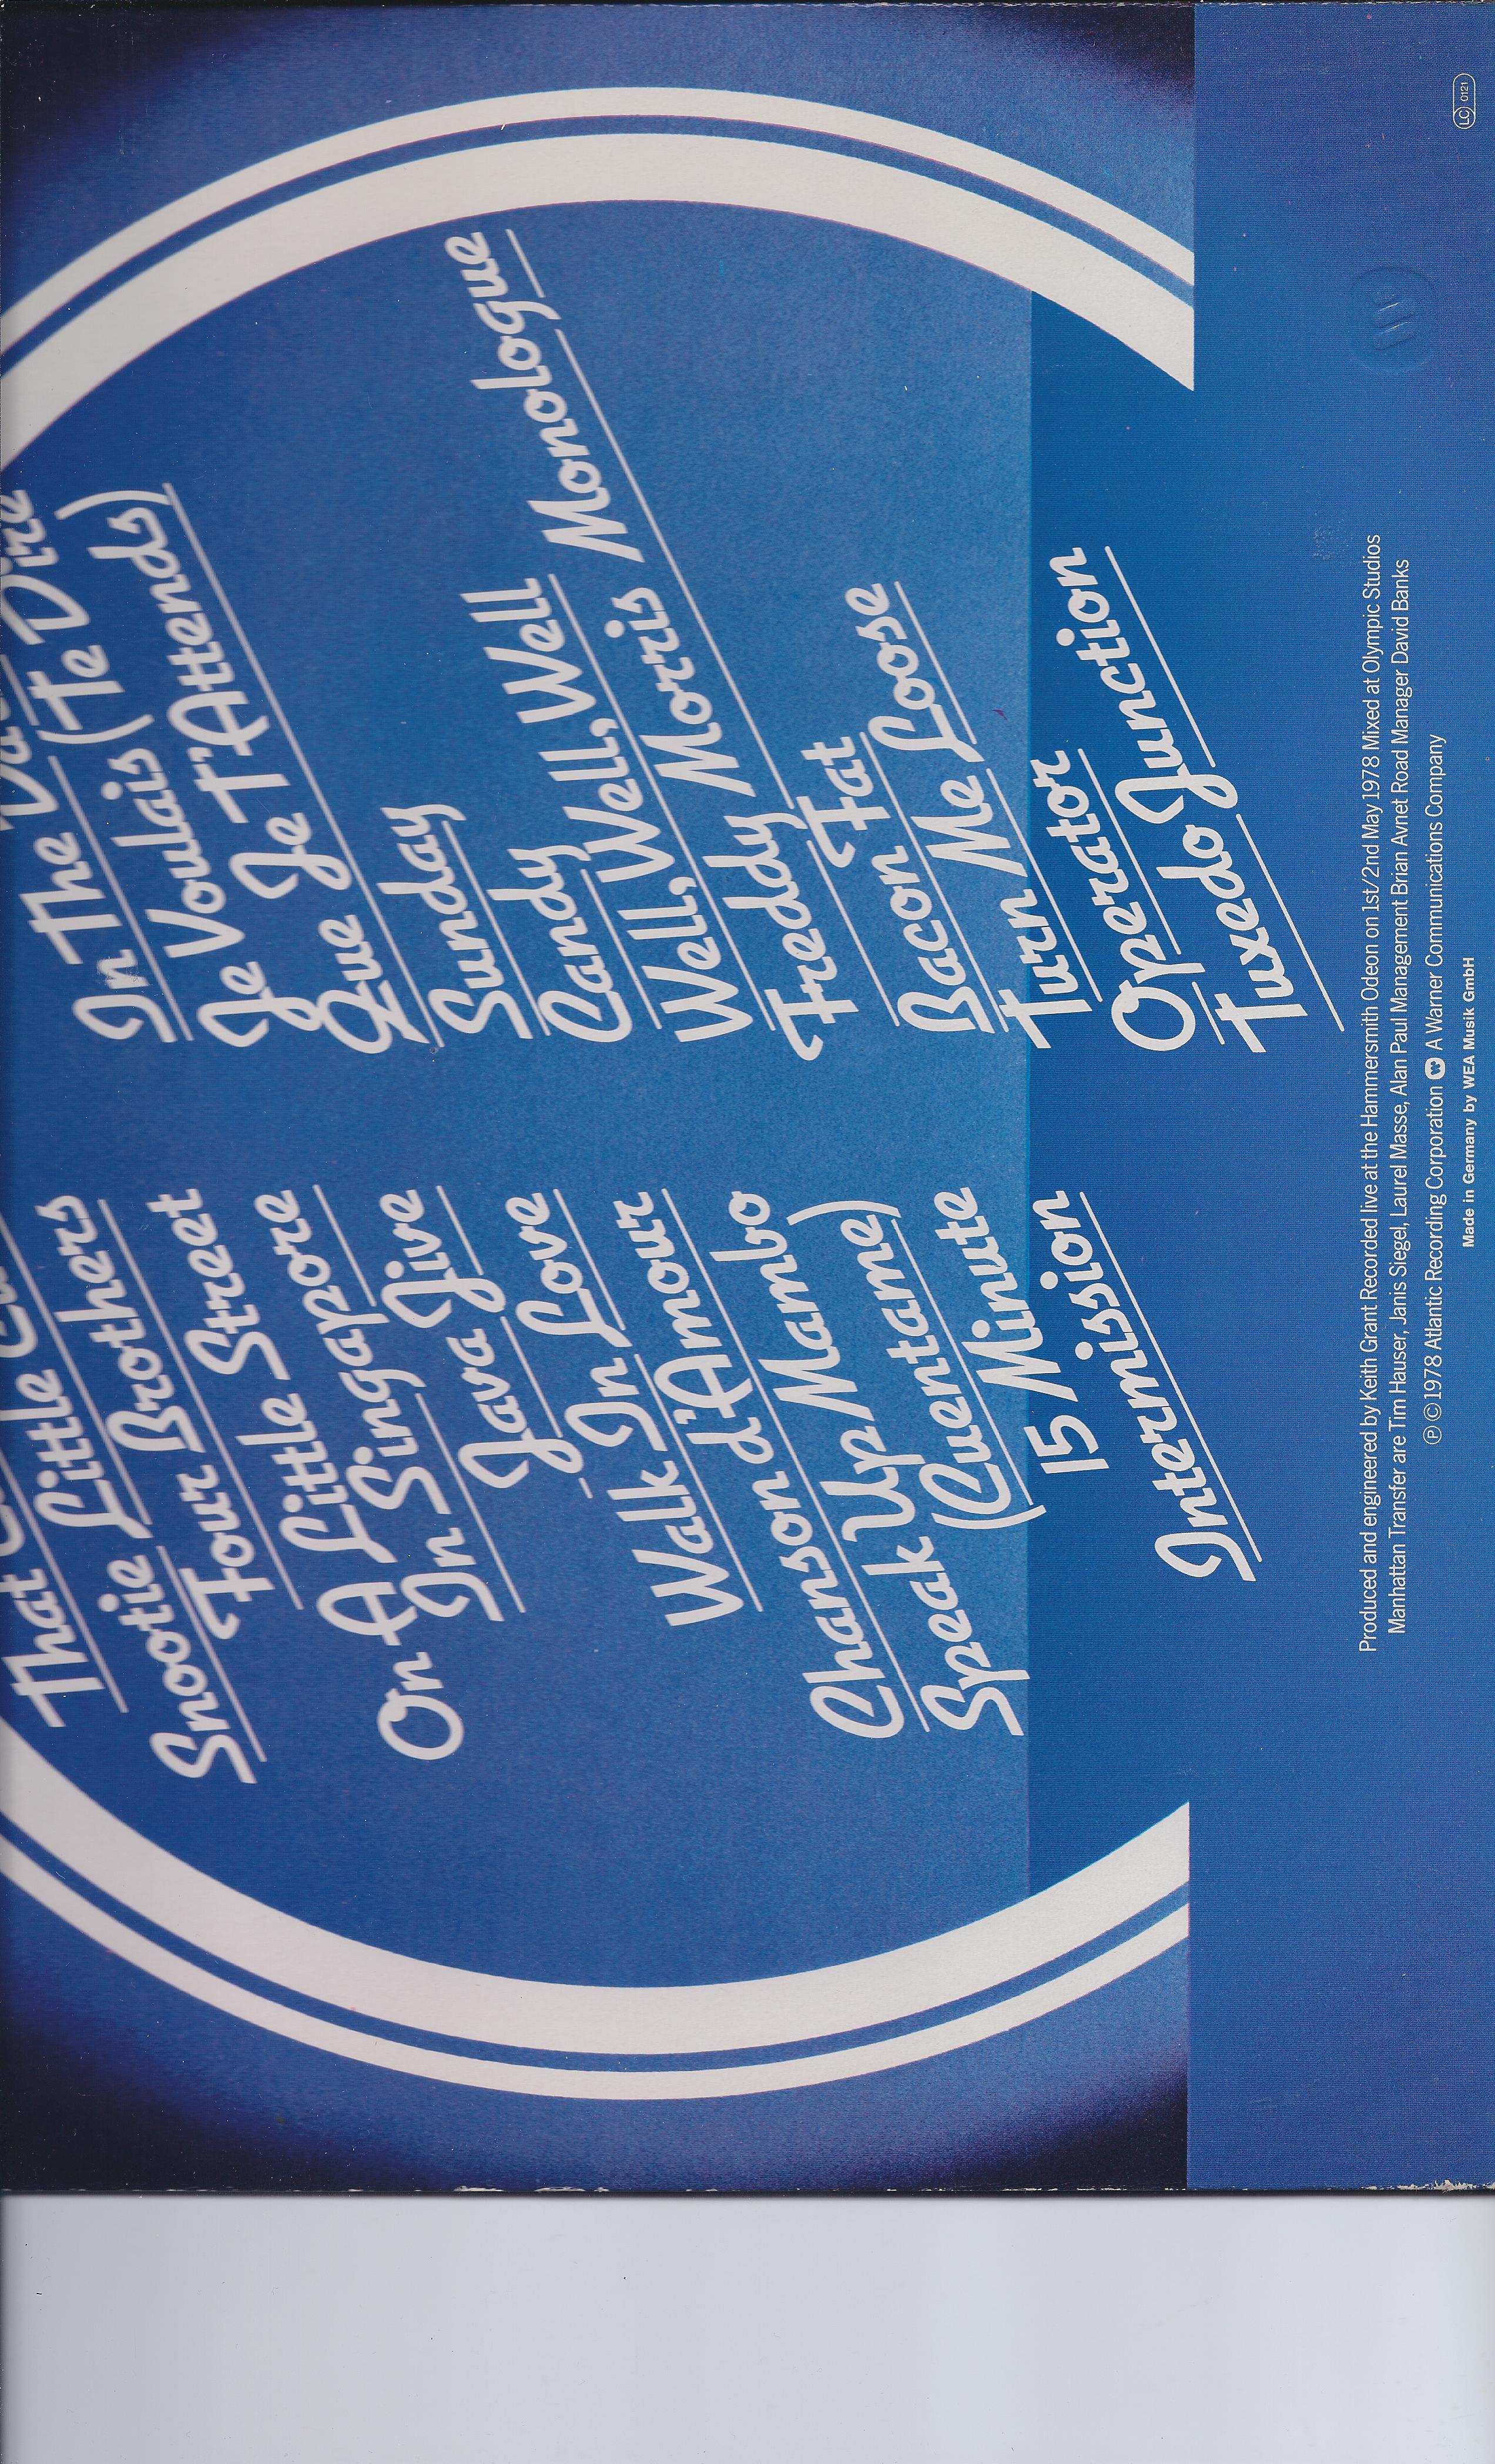 That Cat
Little
Snootie Little Brothers
Four Street
A Little Singapore
On A Java Jive
In Love
Walk In
Chanson d'Amour
Speak Up Mambo
(Cuentame)
15 Minute
Intermission
In The
Je Voulais (Te Dire
Que Je T'Attends)
Sunday
Candy
Well, Well, Well, Well
Freddy Morris Monologue
Bacon Fat
Turn Me Loose
Operator
Tuxedo Junction
Produced and engineered by Keith Grant Recorded live at the Hammersmith Odeon on 1st/2nd May 1978 Mixed at Olympic Studios
Manhattan Transfer are Tim Hauser, Janis Siegel, Laurel Masse, Alan Paul Management Brian Avnet Road Manager David Banks
Ⓟ © 1978 Atlantic Recording Corporation A Warner Communications Company
Made in Germany by WEA Musik GmbH
LC 0121